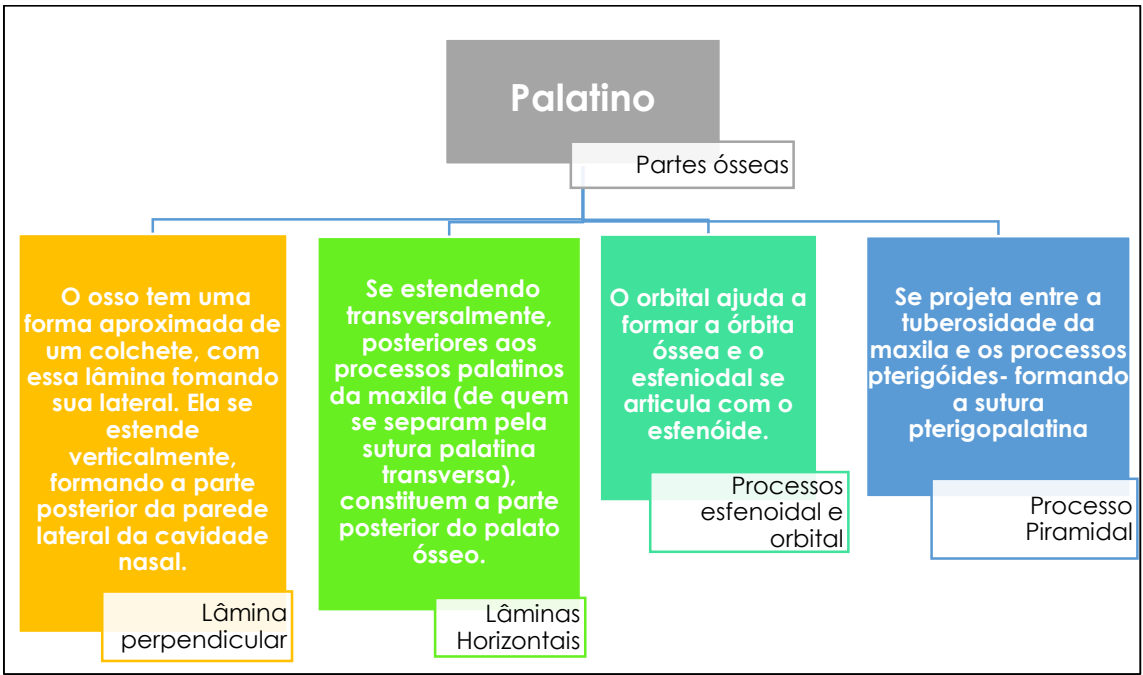 Palatino
Partes ósseas
O osso tem uma
forma aproximada de
um colchete, com
essa lâmina fomando
sua lateral. Ela se
estende
verticalmente,
formando a parte
posterior da parede
lateral da cavidade
nasal.
Lâmina
perpendicular
Se estendendo
transversalmente,
posteriores aos
processos palatinos
da maxila (de quem
se separam pela
sutura palatina
transversa),
constituem a parte
posterior do palato
ósseo.
Lâminas
Horizontais
O orbital ajuda a
formar a órbita
óssea e o
esfeniodal se
articula com o
esfenóide.
Processos
esfenoidal e
orbital
Se projeta entre a
tuberosidade da
maxila e os processos
pterigóides- formando
a sutura
pterigopalatina
Processo
Piramidal